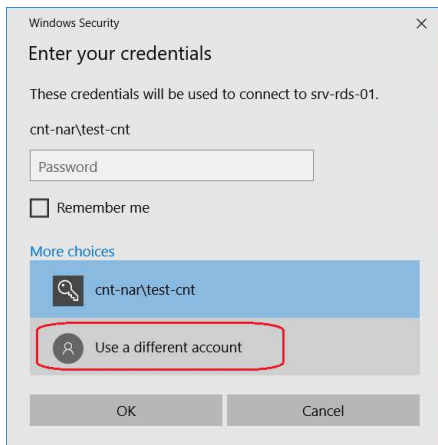 Windows Security
Enter your credentials
These credentials will be used to connect to srv-rds-01.
cnt-nar\test-cnt
Password
Remember me
More choices
cnt-nar\test-cnt
Use a different account
OK Cancel